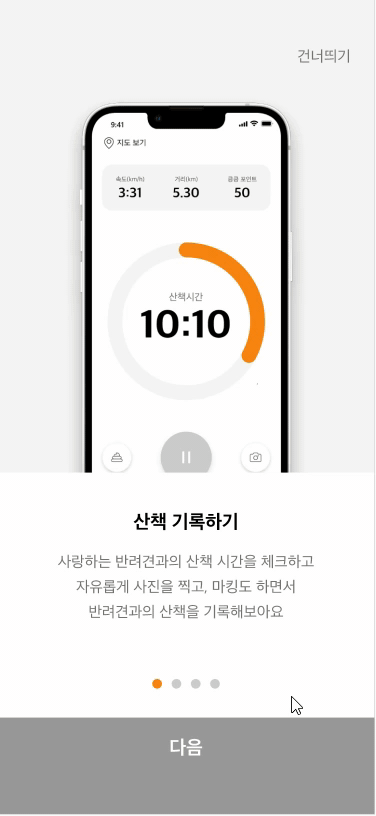 건너띄기
9:41
지도 보기
속도(km/h) 거리(km) 킁킁 포인트
3:31 5.30 50
산책시간
10:10
산책 기록하기
사랑하는 반려견과의 산책 시간을 체크하고
자유롭게 사진을 찍고, 마킹도 하면서
반려견과의 산책을 기록해보아요
다음